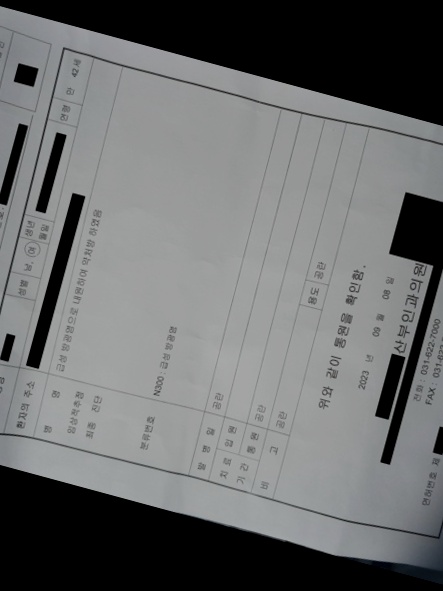 성별 남, 여 생년 월일 연령 만 42세
환자의 주소
병 명 급성 방광염으로 내원하여 약처방 하였음
임상적추정
최종 진단
분류번호 N300 : 급성 방광염
발 병 일 공란
치 료 기 간 입 원 공란
통 원 공란
비 고 공란
용도 공란
위와 같이 통원을 확인함.
2023 년 09 월 08 일
산부인과의원
전화 : 031-622-7000
FAX : 031-622
면허번호 제